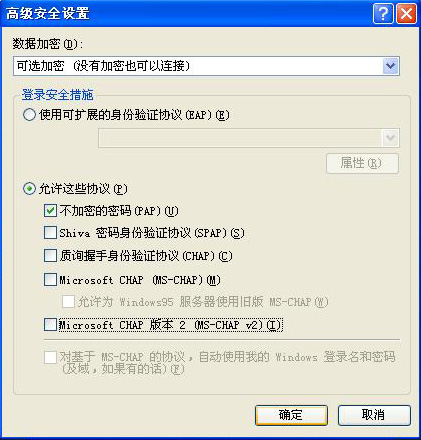 高级安全设置
数据加密(D):
可选加密 (没有加密也可以连接)
登录安全措施
使用可扩展的身份验证协议(EAP)(E)
属性(R)
允许这些协议(P)
不加密的密码(PAP)(U)
Shiva 密码身份验证协议(SPAP)(S)
质询握手身份验证协议(CHAP)(C)
Microsoft CHAP (MS-CHAP)(M)
允许为 Windows95 服务器使用旧版 MS-CHAP(W)
Microsoft CHAP 版本 2 (MS-CHAP v2)(I)
对基于 MS-CHAP 的协议,自动使用我的 Windows 登录名和密码
(及域,如果有的话)(F)
确定 取消